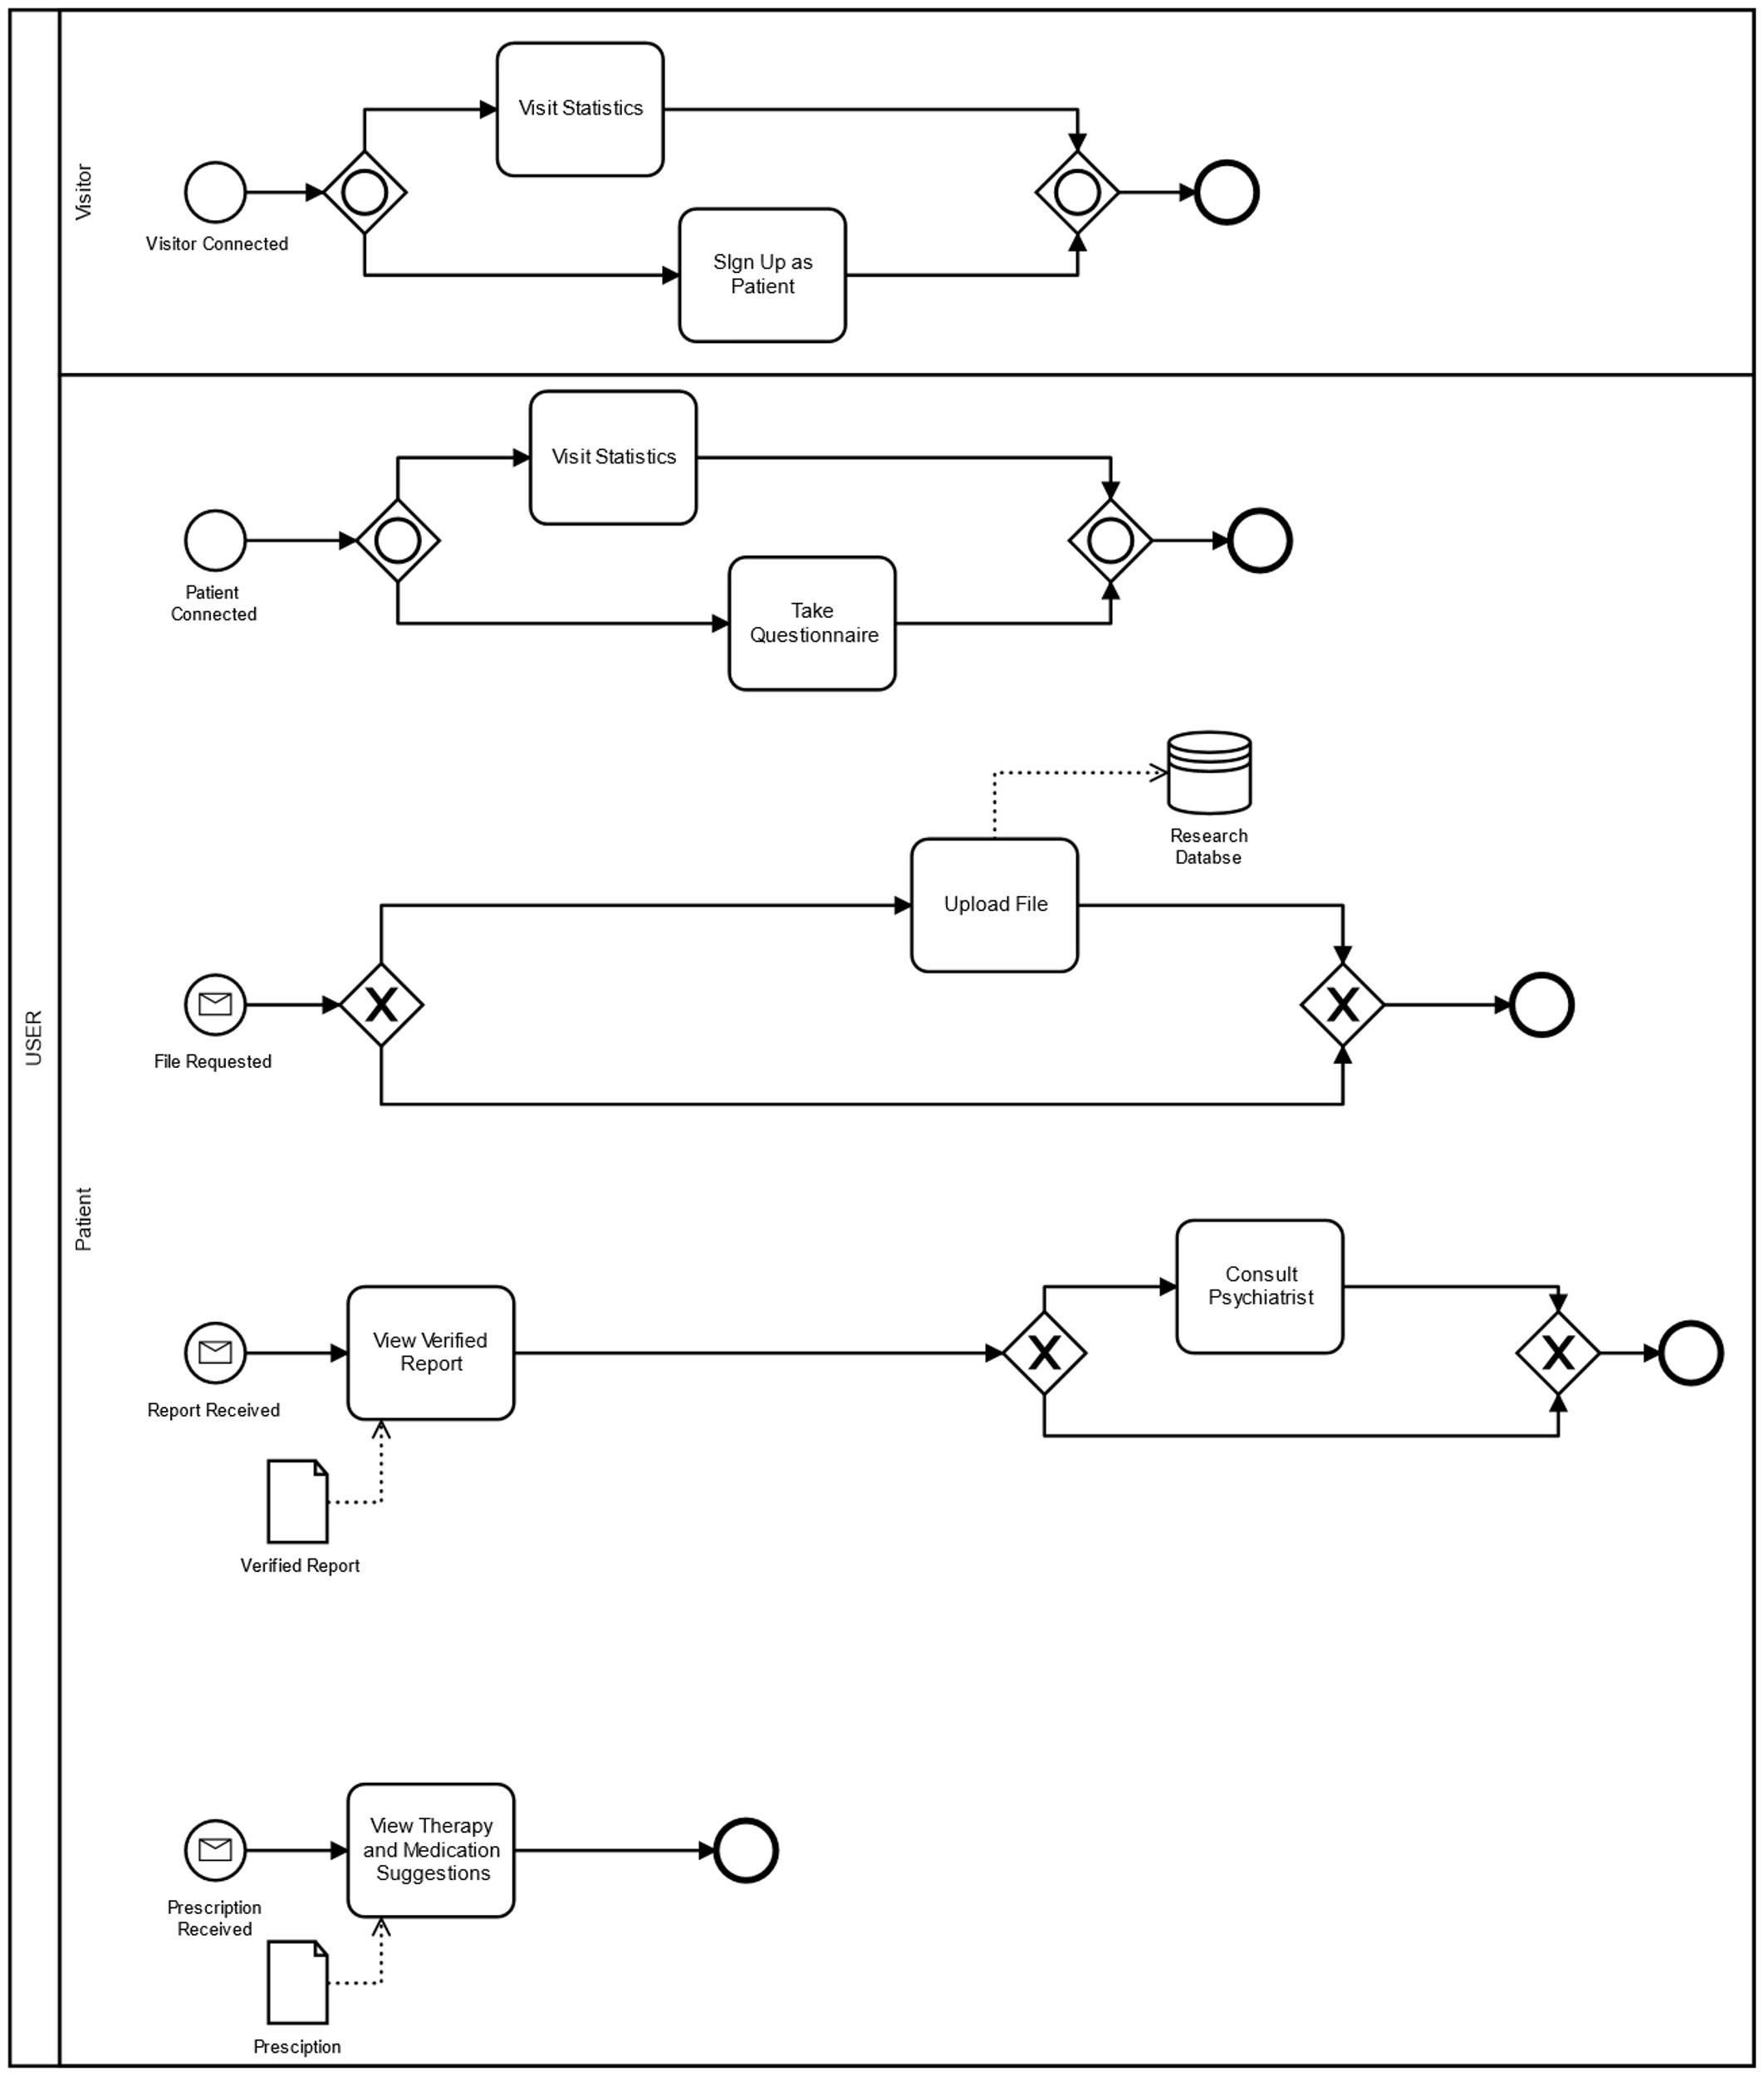 USER
Visitor
Visit Statistics
Visitor Connected
SIgn Up as
Patient
Patient
Visit Statistics
Patient
Connected
Take
Questionnaire
Research
Databse
Upload File
File Requested
Consult
Psychiatrist
View Verified
Report
Report Received
Verified Report
View Therapy
and Medication
Suggestions
Prescription
Received
Presciption